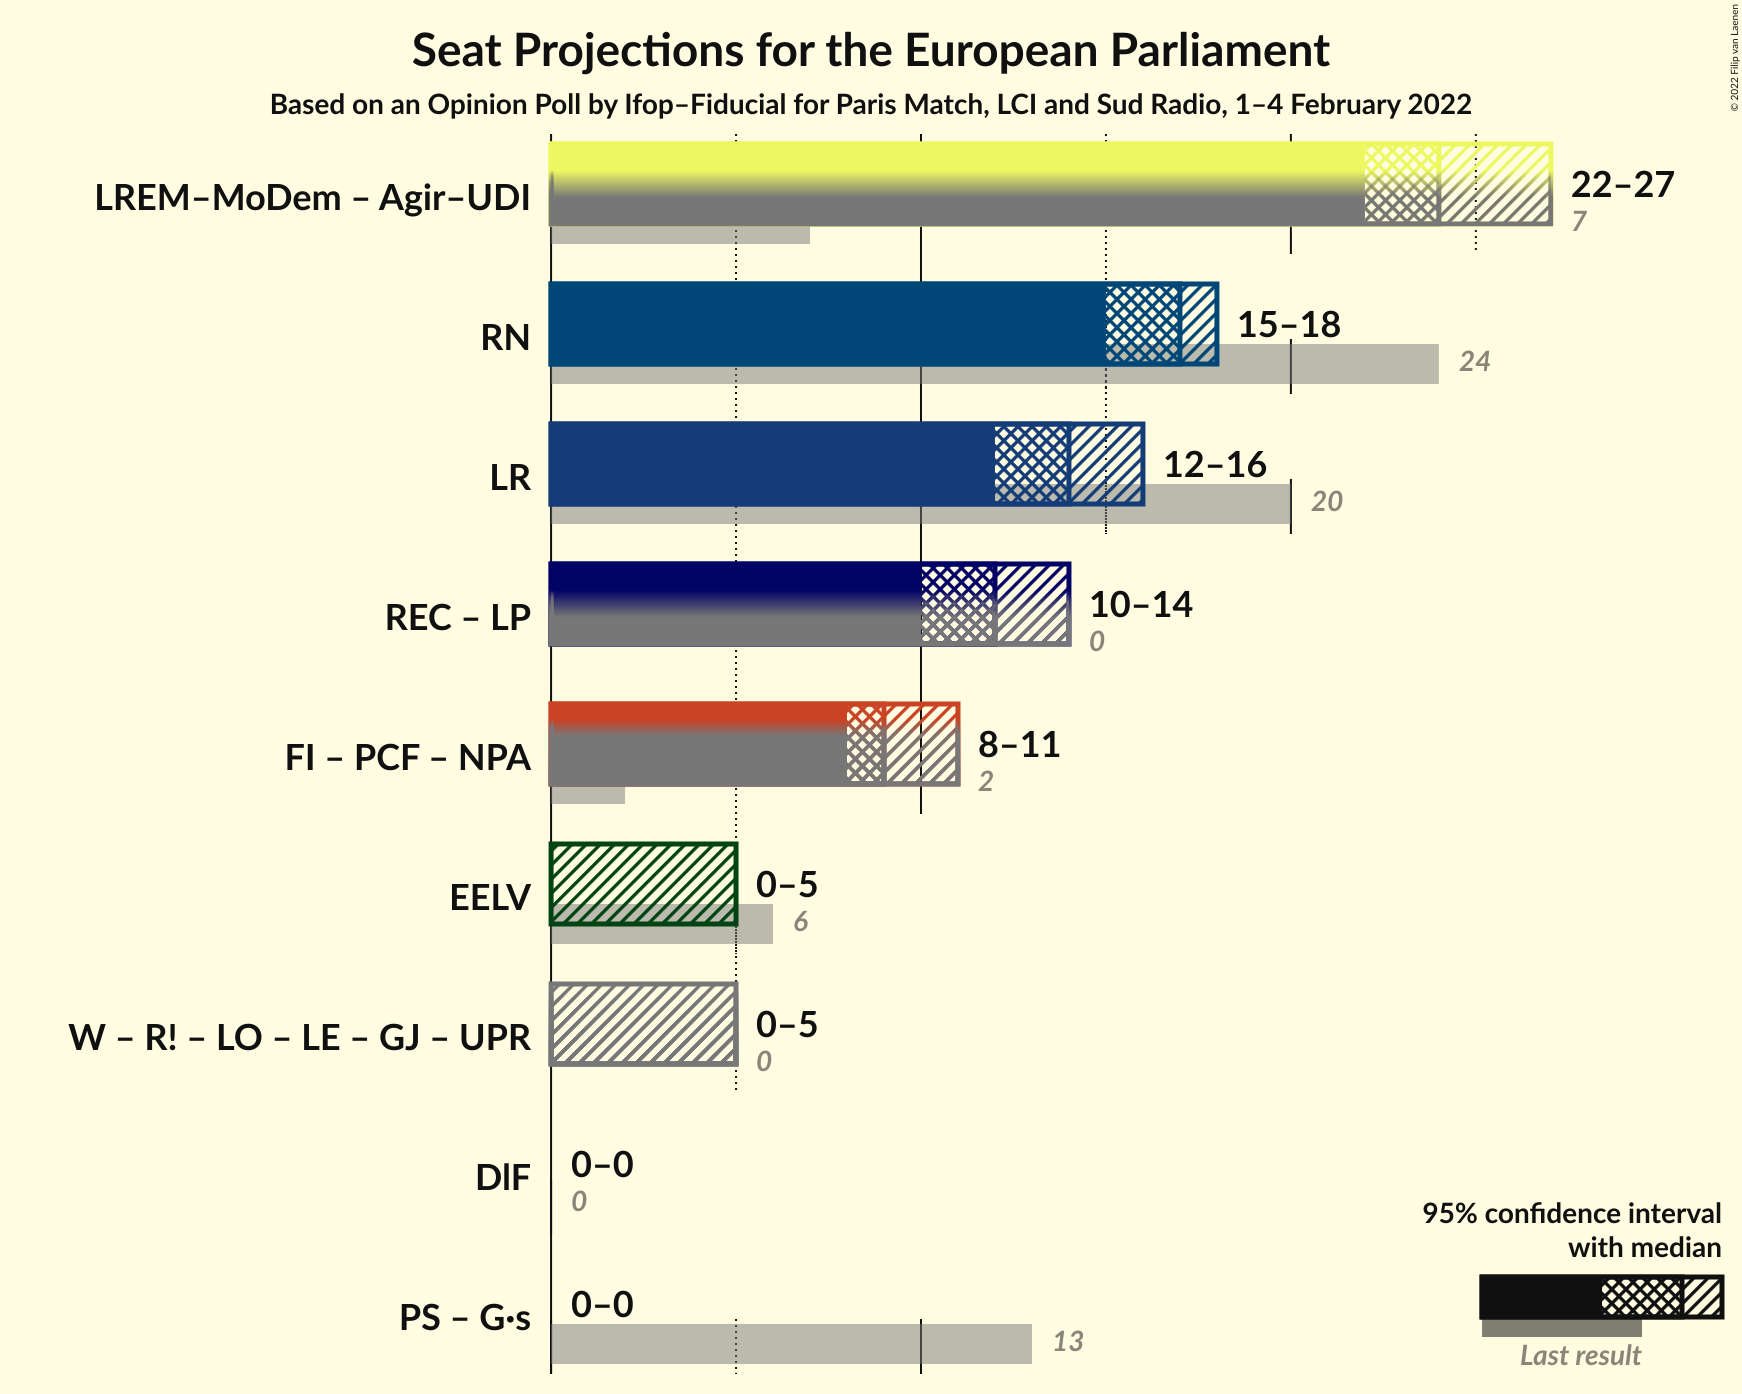 Seat Projections for the European Parliament
Based on an Opinion Poll by Ifop–Fiducial for Paris Match, LCI and Sud Radio, 1–4 February 2022
© 2022 Filip van Laenen
LREM–MoDem – Agir–UDI
22–27
7
RN
15–18
24
LR
12–16
20
REC – LP
10–14
0
FI – PCF – NPA
8–11
2
EELV
0–5
6
W – R! – LO – LE – GJ – UPR
0–5
0
DlF
0–0
0
PS – G·s
0–0
13
95% confidence interval
with median
Last result